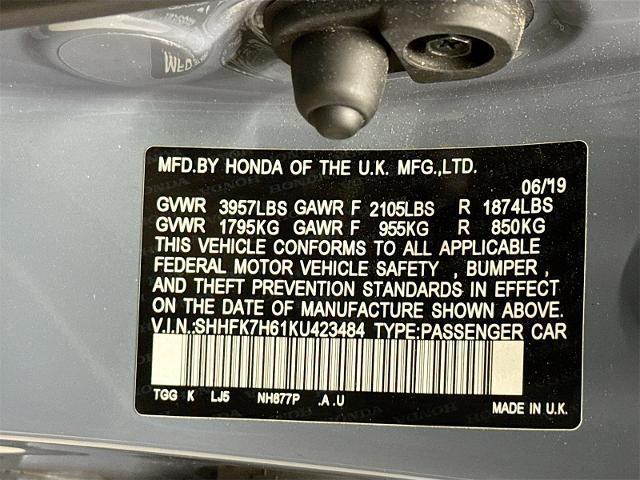 MFD.BY HONDA OF THE U.K. MFG.,LTD.
06/'19
GVWR 3957LBS GAWR F 2105LBS R 1874LBS
GVWR 1795KG GAWR F 955KG R 850KG
THIS VEHICLE CONFORMS TO ALL APPLICABLE
FEDERAL MOTOR VEHICLE SAFETY , BUMPER ,
AND THEFT PREVENTION STANDARDS IN EFFECT
ON THE DATE OF MANUFACTURE SHOWN ABOVE.
V.I.N.:SHHFK7H61KU423484 TYPE:PASSENGER CAR
TGG K LJ5 NH877P .A .U
MADE IN U.K.